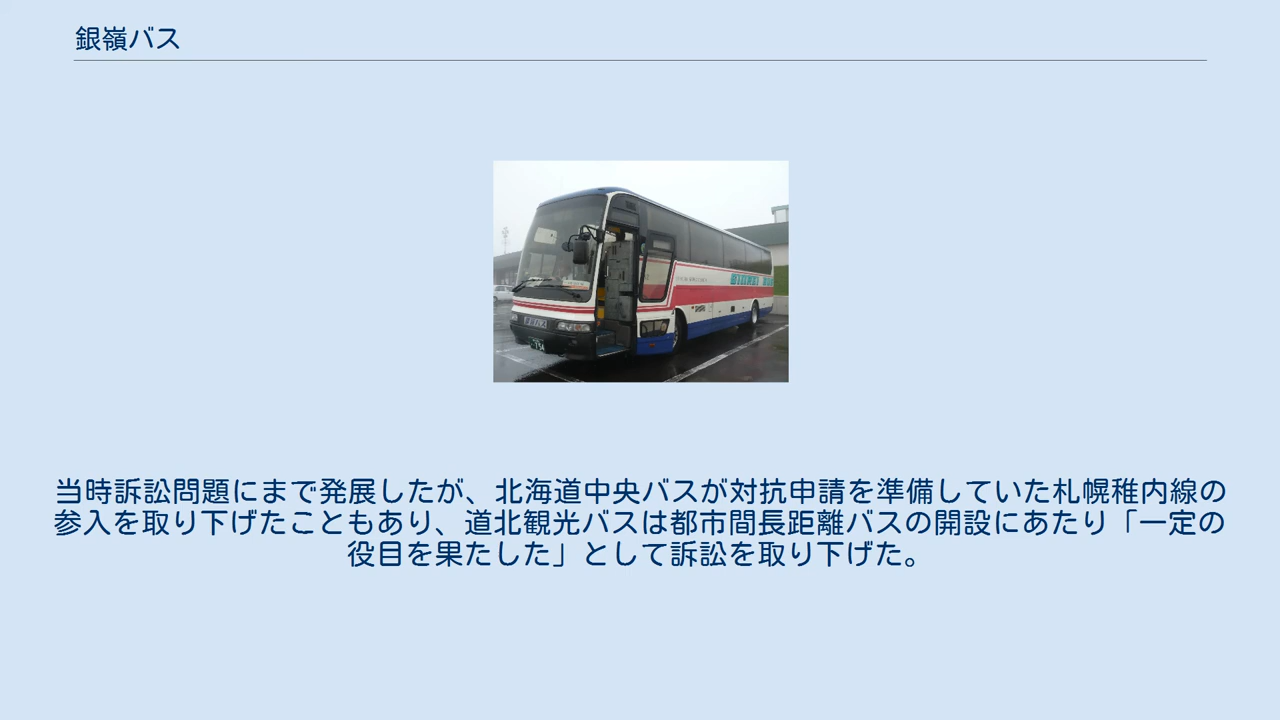 銀嶺バス
当時訴訟問題にまで発展したが、北海道中央バスが対抗申請を準備していた札幌稚内線の
参入を取り下げたこともあり、道北観光バスは都市間長距離バスの開設にあたり「一定の
役目を果たした」として訴訟を取り下げた。